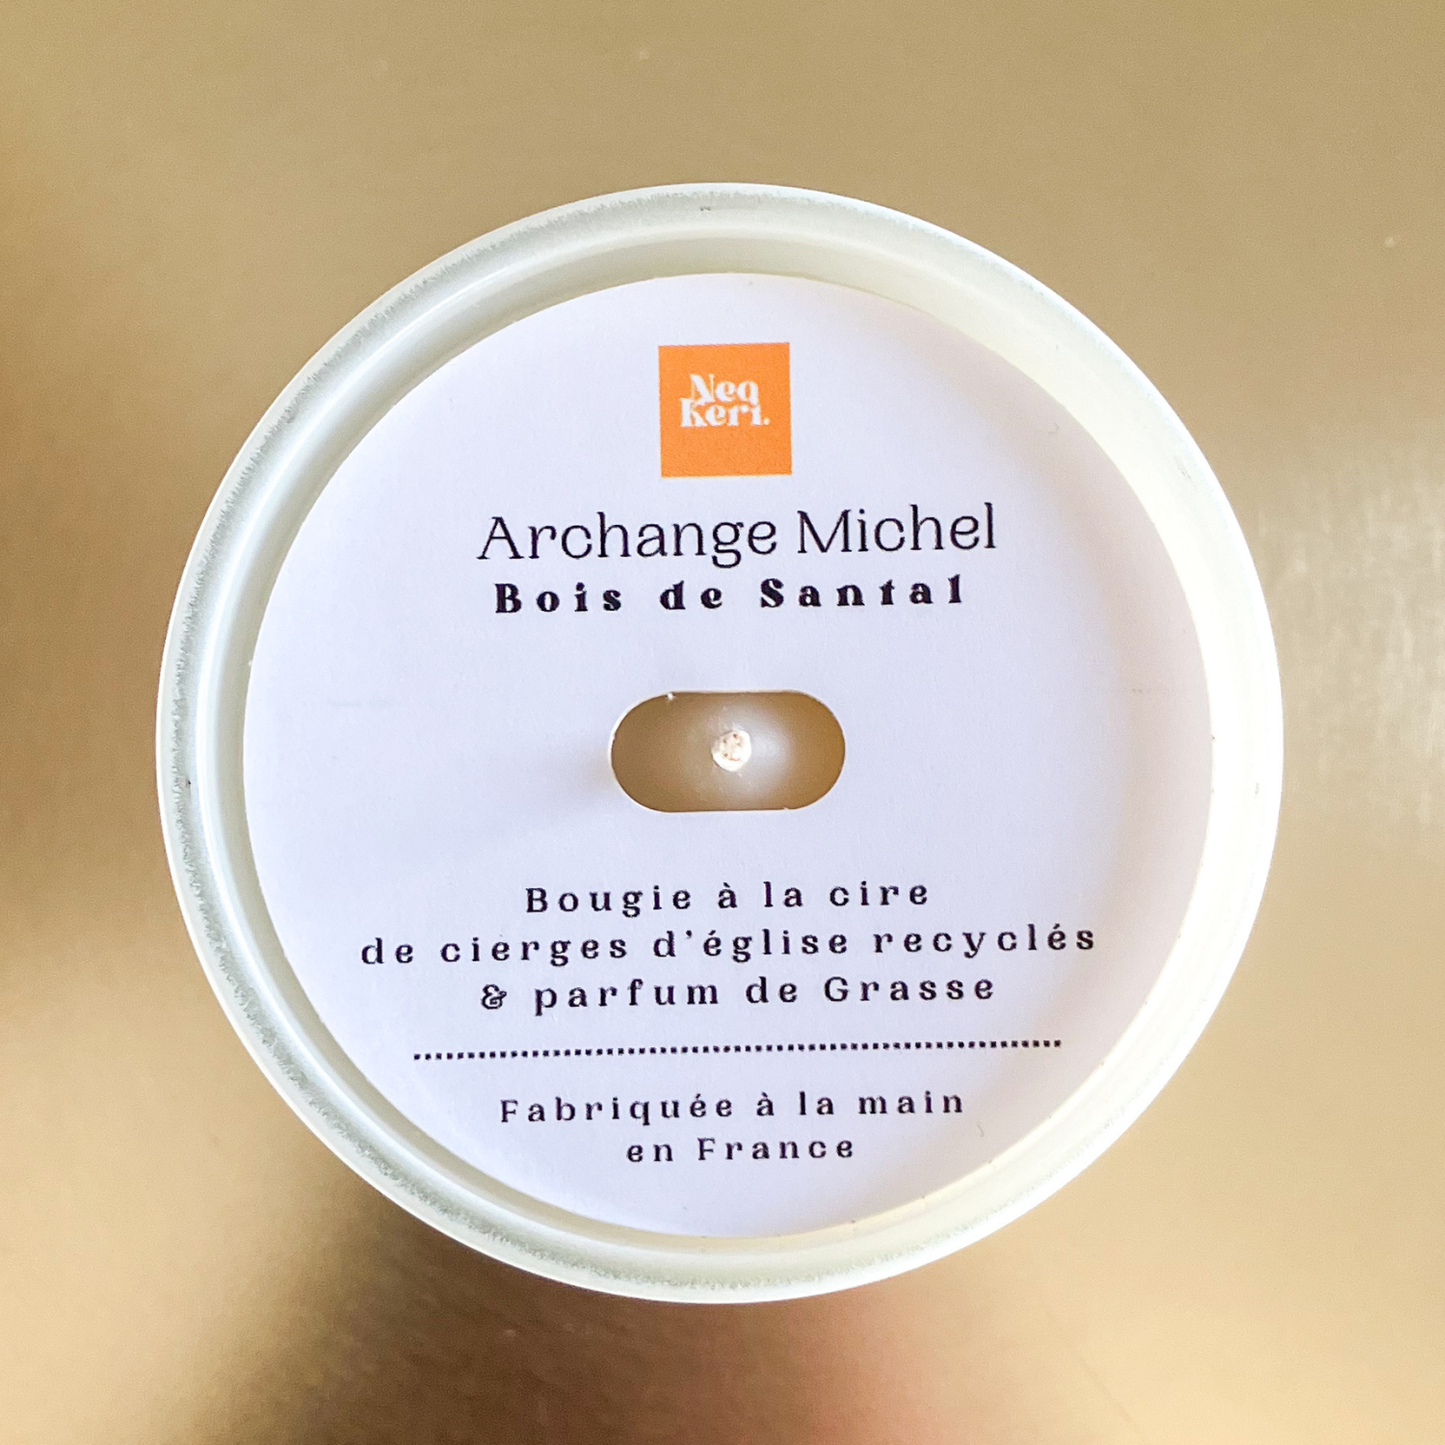 Neo
Keri.
Archange Michel
Bois de Santal
Bougie à la cire
de cierges d'église recyclés
& parfum de Grasse
Fabriquée à la main
en France